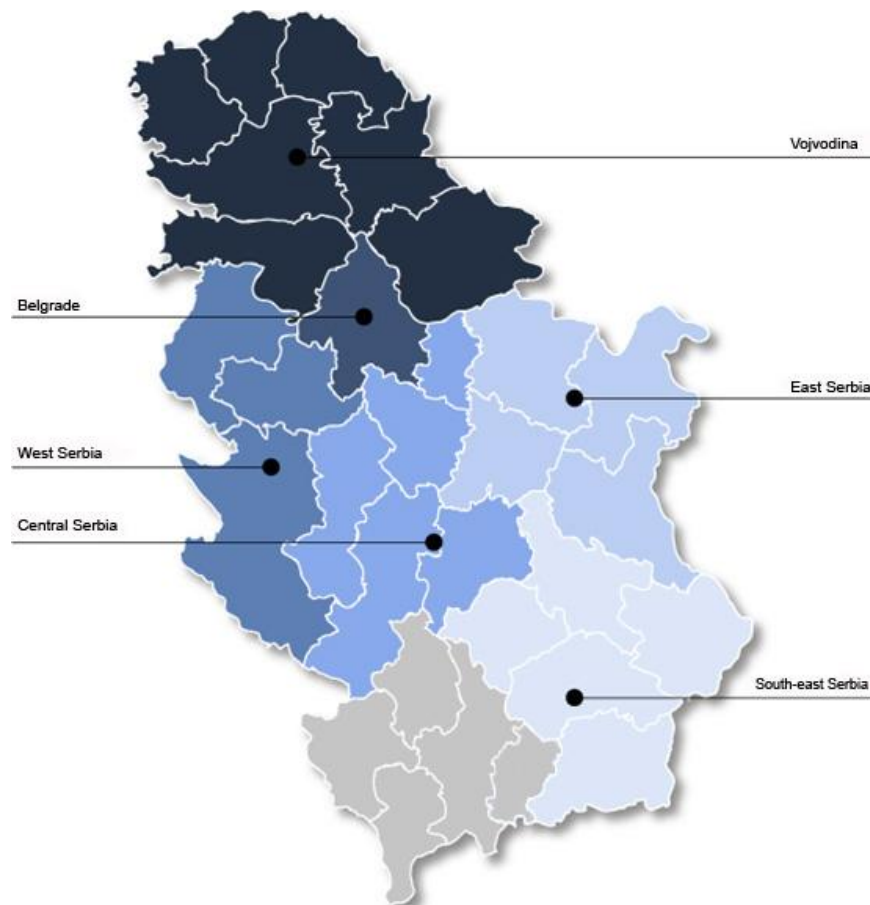 Vojvodina
Belgrade
East Serbia
West Serbia
Central Serbia
South-east Serbia